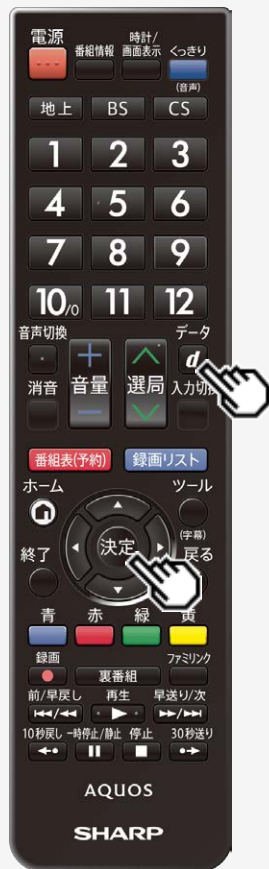 電源
番組情報
時計/
画面表示
くっきり
(音声)
地上 BS CS
1 2 3
4 5 6
7 8 9
10/0 11 12
音声切換 データ
+ d
消音 音量 選局 入力切
番組表(予約) 録画リスト
ホーム ツール
決定
(字幕)
終了 戻る
青 赤 緑 黄
録画 裏番組 ファミリンク
前/早戻し 再生 早送り/次
10秒戻し 一時停止/静止 停止 30秒送り
AQUOS
SHARP